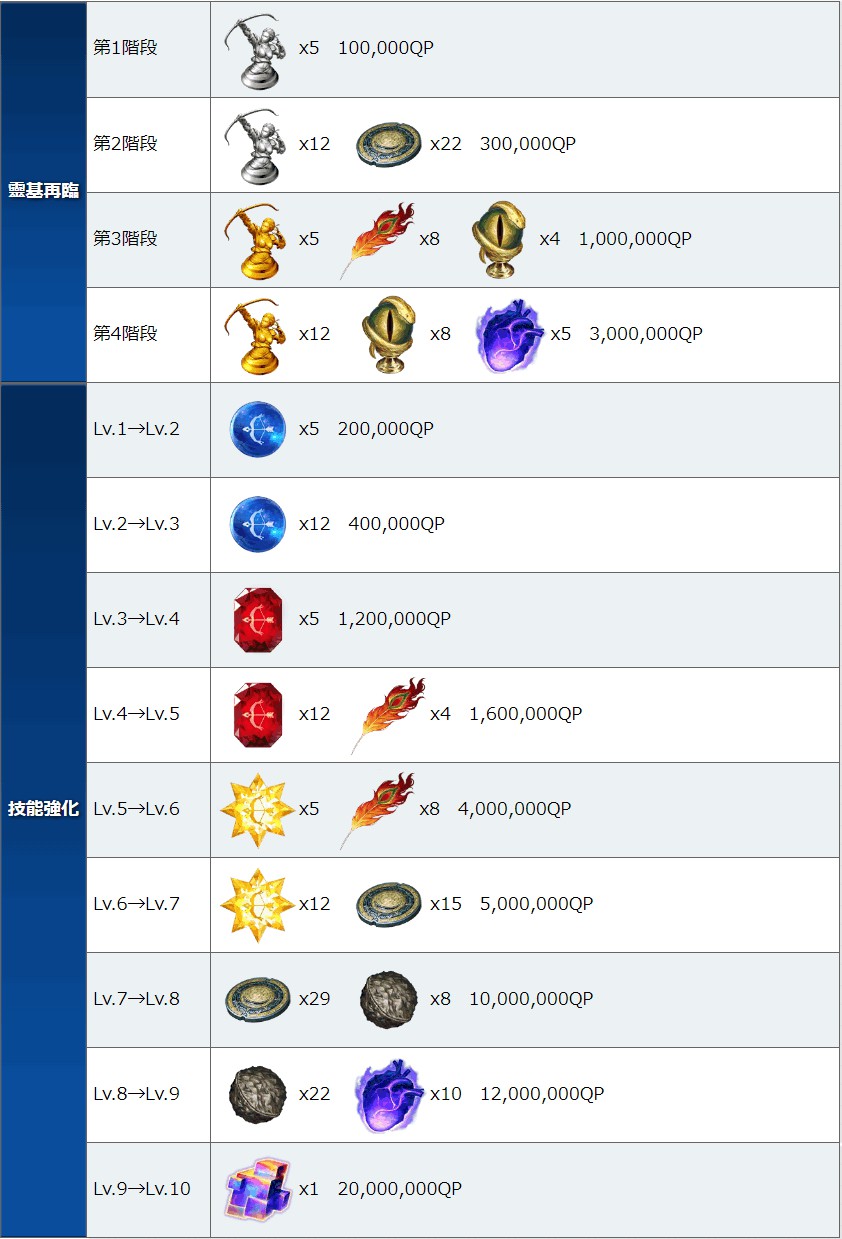 靈基再臨
第1階段 x5 100,000QP
第2階段 x12 x22 300,000QP
第3階段 x5 x8 x4 1,000,000QP
第4階段 x12 x8 x5 3,000,000QP
技能強化
Lv.1→Lv.2 x5 200,000QP
Lv.2→Lv.3 x12 400,000QP
Lv.3→Lv.4 x5 1,200,000QP
Lv.4→Lv.5 x12 x4 1,600,000QP
Lv.5→Lv.6 x5 x8 4,000,000QP
Lv.6→Lv.7 x12 x15 5,000,000QP
Lv.7→Lv.8 x29 x8 10,000,000QP
Lv.8→Lv.9 x22 x10 12,000,000QP
Lv.9→Lv.10 x1 20,000,000QP